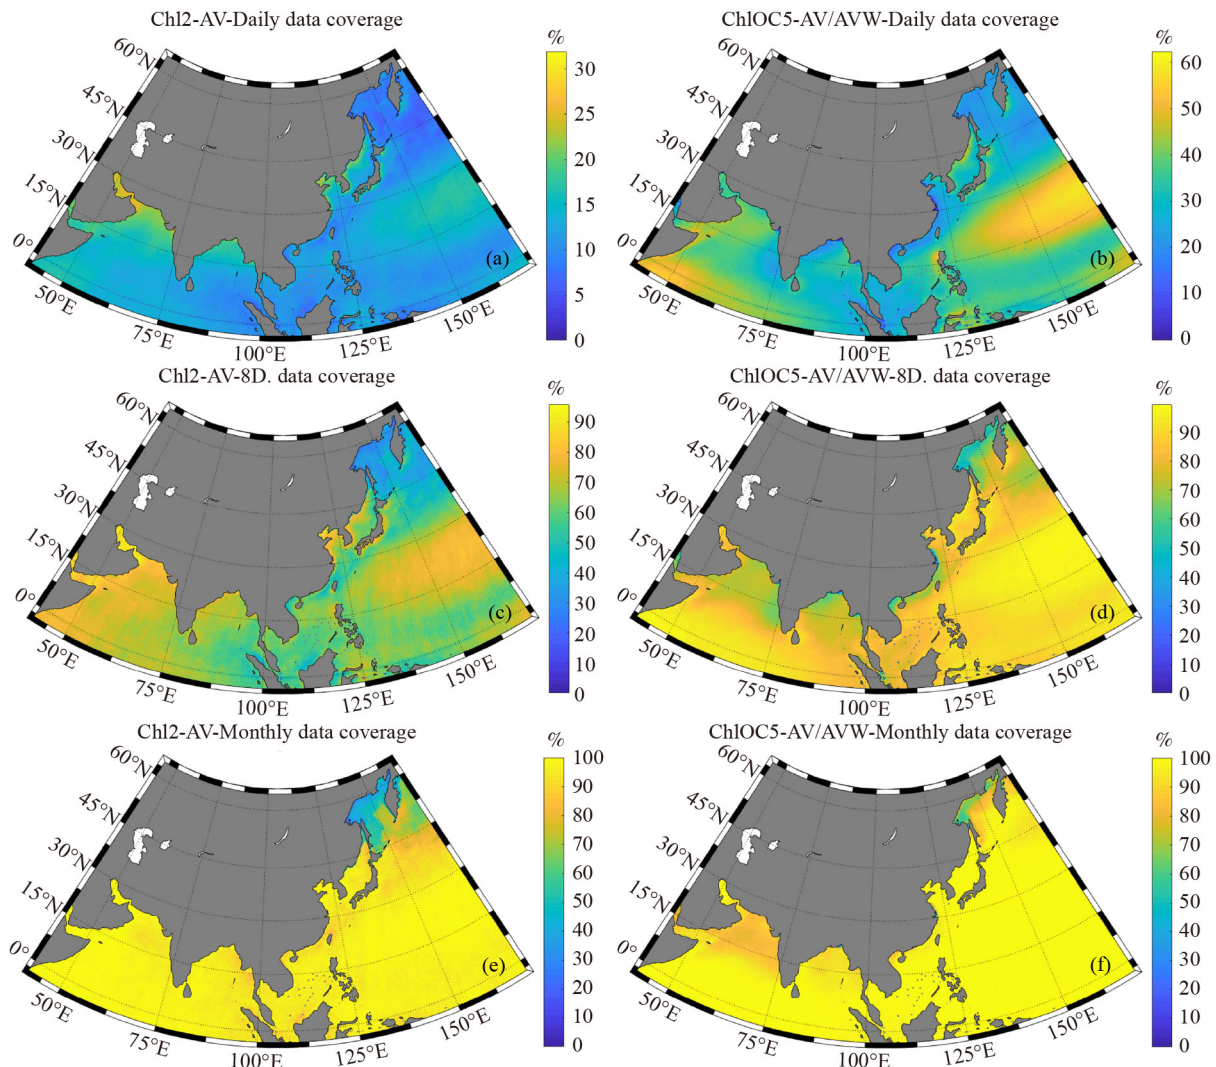 Chl2-AV-Daily data coverage
%
60°N
45°N
30°N
15°N
0°
50°E
75°E
100°E
125°E
150°E
(a)
30
25
20
15
10
5
0
ChlOC5-AV/AVW-Daily data coverage
%
60°N
45°N
30°N
15°N
0°
50°E
75°E
100°E
125°E
150°E
(b)
60
50
40
30
20
10
0
Chl2-AV-8D. data coverage
%
60°N
45°N
30°N
15°N
0°
50°E
75°E
100°E
125°E
150°E
(c)
90
80
70
60
50
40
30
20
10
0
ChlOC5-AV/AVW-8D. data coverage
%
60°N
45°N
30°N
15°N
0°
50°E
75°E
100°E
125°E
150°E
(d)
90
80
70
60
50
40
30
20
10
0
Chl2-AV-Monthly data coverage
%
60°N
45°N
30°N
15°N
0°
50°E
75°E
100°E
125°E
150°E
(e)
100
90
80
70
60
50
40
30
20
10
0
ChlOC5-AV/AVW-Monthly data coverage
%
60°N
45°N
30°N
15°N
0°
50°E
75°E
100°E
125°E
150°E
(f)
100
90
80
70
60
50
40
30
20
10
0